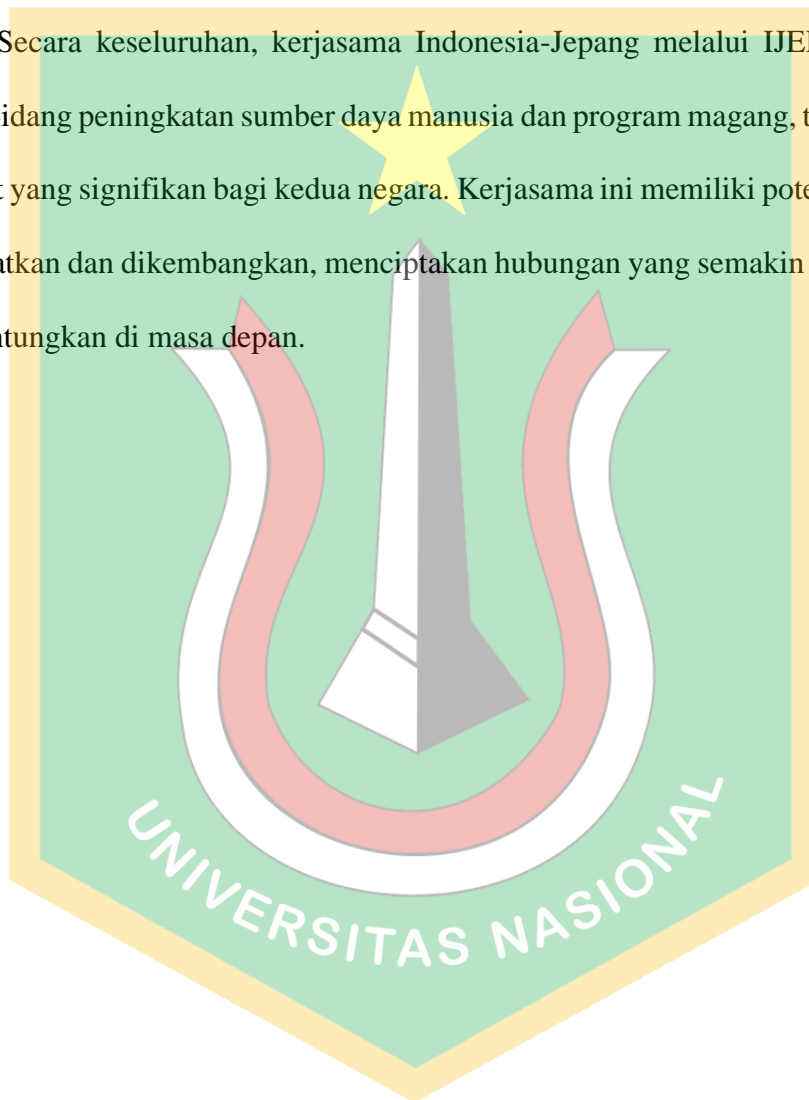 Secara keseluruhan, kerjasama Indonesia-Jepang melalui
bidang peningkatan sumber daya manusia dan program magang,
yang signifikan bagi kedua negara. Kerjasama ini memiliki
dan dikembangkan, menciptakan hubungan yang semakin
di masa depan.
UNIVERSITAS NASIONAL